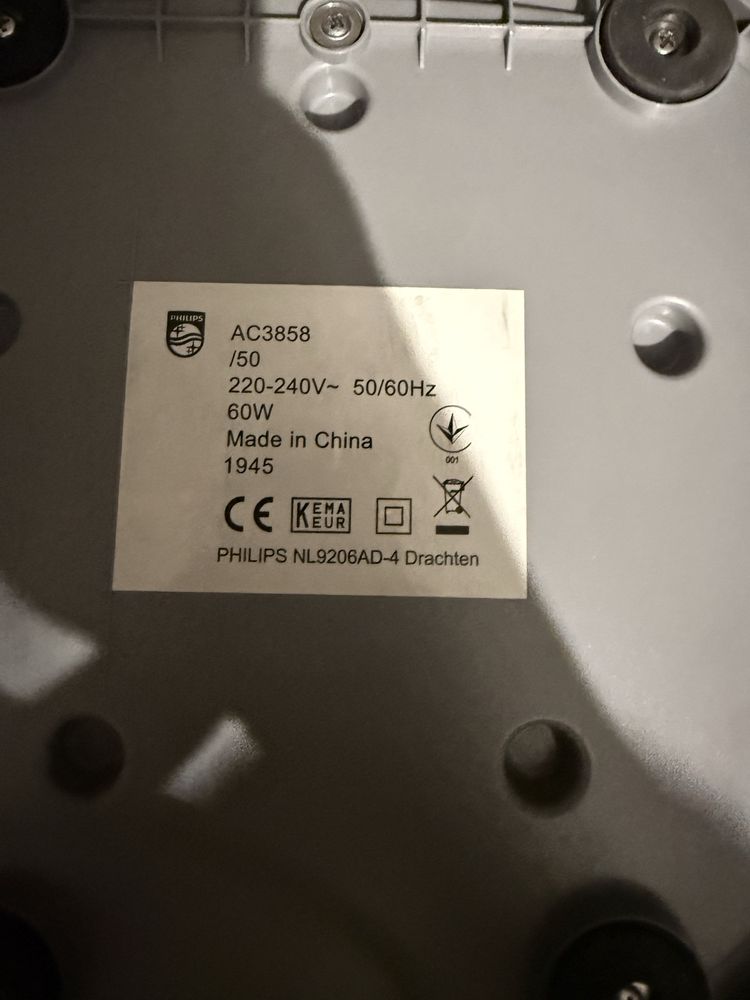 PHILIPS
AC3858
/50
220-240V~ 50/60Hz
60W
Made in China
1945
001
CE KEMA EUR
PHILIPS NL9206AD-4 Drachten